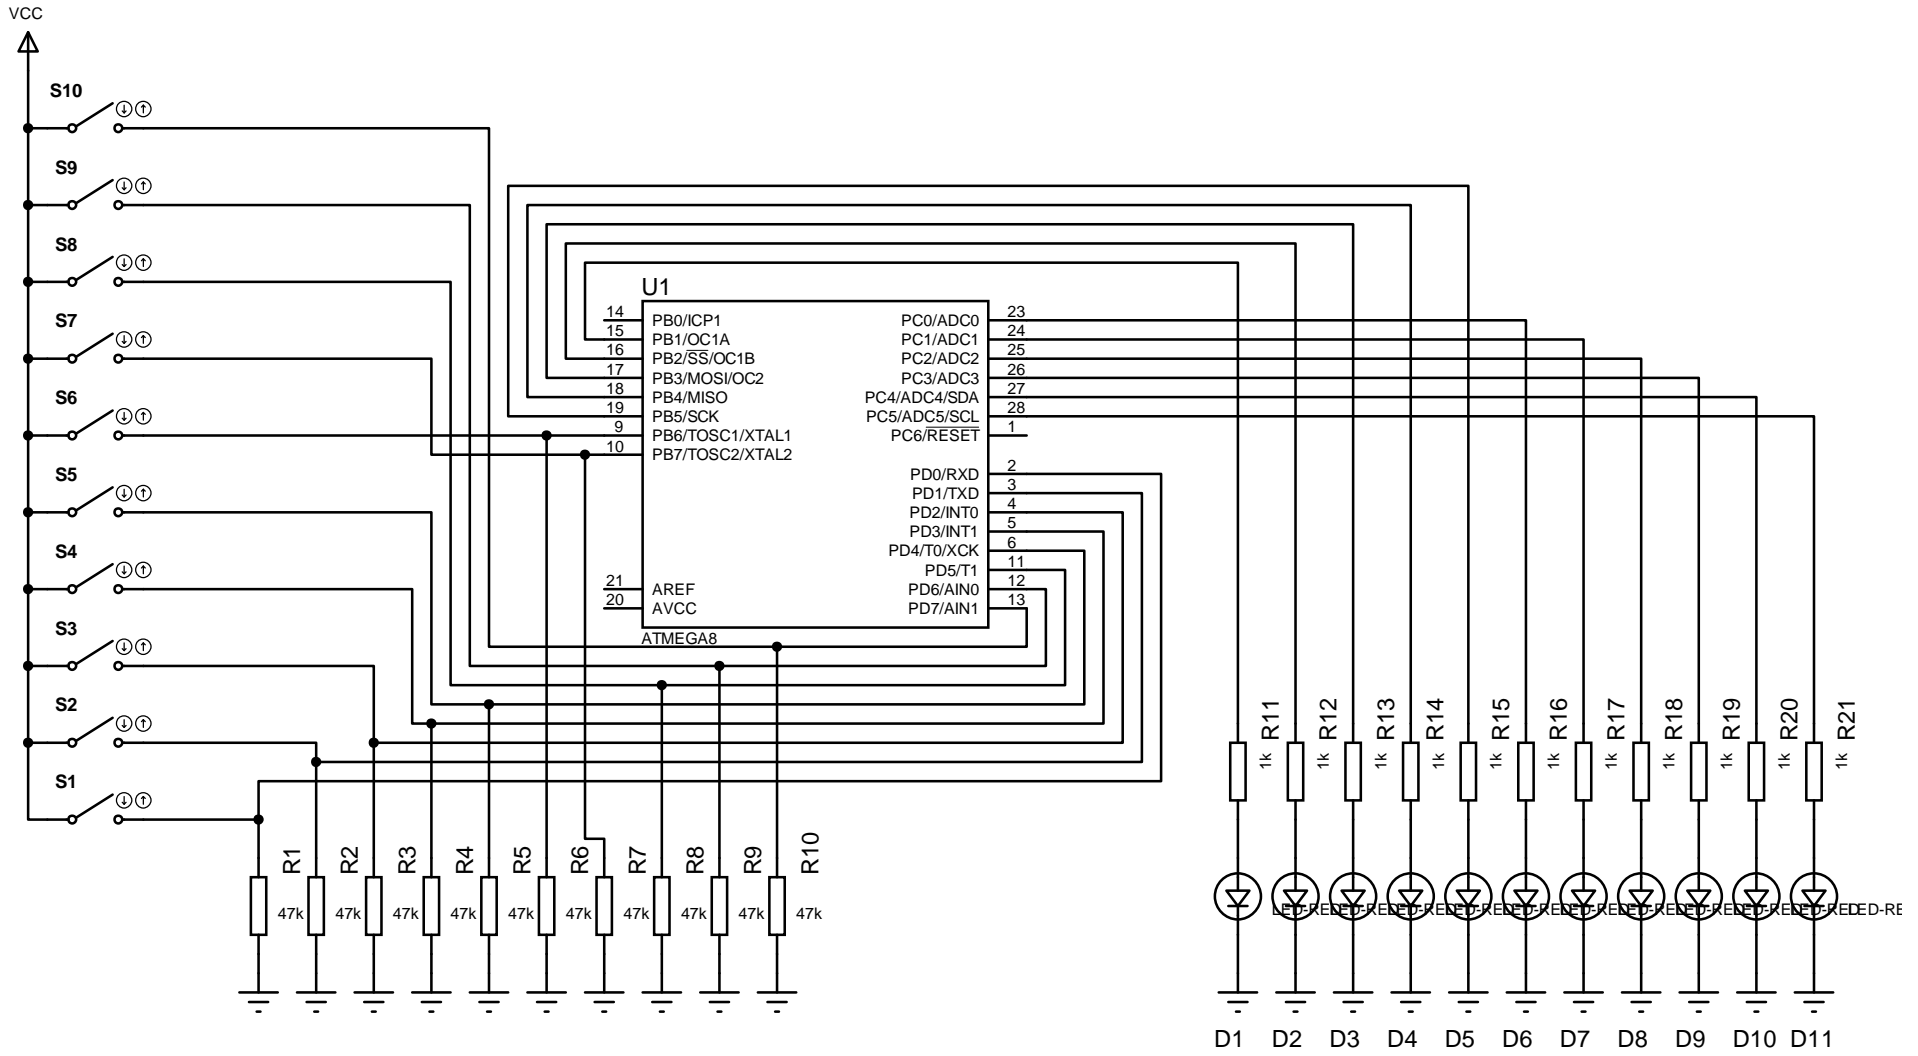 VCC
S10
S9
S8
S7
S6
S5
S4
S3
S2
S1
U1
14 PB0/ICP1 PC0/ADC0 23
15 PB1/OC1A PC1/ADC1 24
16 PB2/SS/OC1B PC2/ADC2 25
17 PB3/MOSI/OC2 PC3/ADC3 26
18 PB4/MISO PC4/ADC4/SDA 27
19 PB5/SCK PC5/ADC5/SCL 28
9 PB6/TOSC1/XTAL1 PC6/RESET 1
10 PB7/TOSC2/XTAL2
PD0/RXD 2
PD1/TXD 3
PD2/INT0 4
PD3/INT1 5
PD4/T0/XCK 6
PD5/T1 11
21 AREF PD6/AIN0 12
20 AVCC PD7/AIN1 13
ATMEGA8
R1 R2 R3 R4 R5 R6 R7 R8 R9 R10
47k 47k 47k 47k 47k 47k 47k 47k 47k 47k
R11 R12 R13 R14 R15 R16 R17 R18 R19 R20 R21
1k 1k 1k 1k 1k 1k 1k 1k 1k 1k 1k
D1 D2 D3 D4 D5 D6 D7 D8 D9 D10 D11